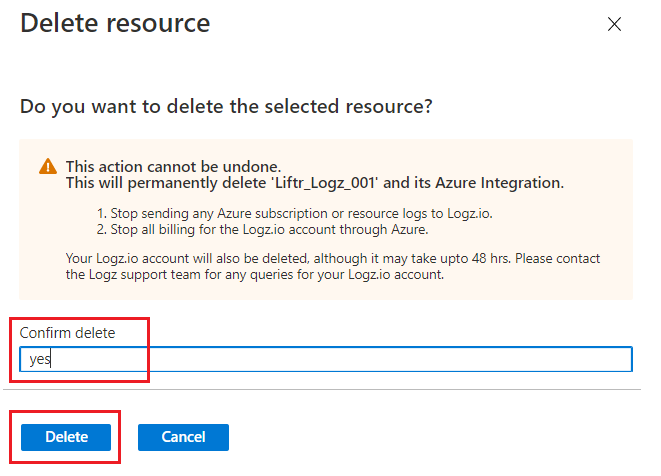 Delete resource
Do you want to delete the selected resource?
This action cannot be undone.
This will permanently delete 'Liftr_Logz_001' and its Azure Integration.
1. Stop sending any Azure subscription or resource logs to Logz.io.
2. Stop all billing for the Logz.io account through Azure.
Your Logz.io account will also be deleted, although it may take upto 48 hrs. Please contact
the Logz support team for any queries for your Logz.io account.
Confirm delete
yes
Delete Cancel